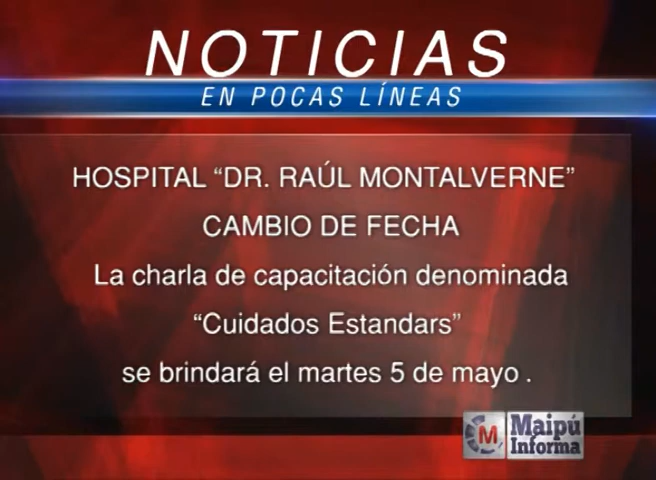 NOTICIAS
EN POCAS LÍNEAS
HOSPITAL “DR. RAÚL MONTALVERNE”
CAMBIO DE FECHA
La charla de capacitación denominada
“Cuidados Estandars”
se brindará el martes 5 de mayo .
M
Maipú
Informa